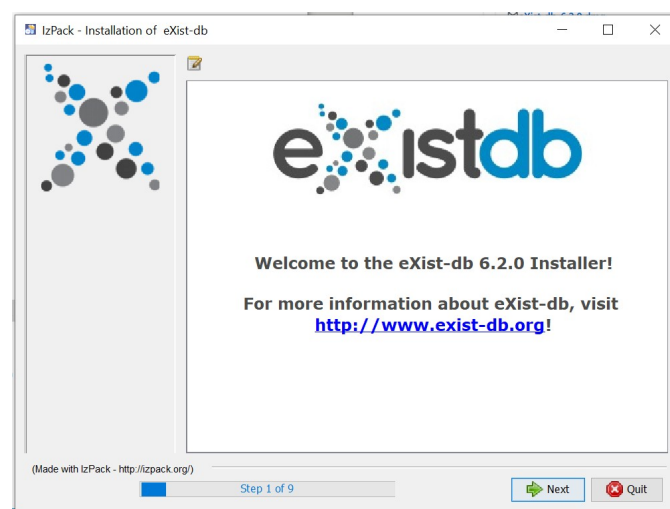 IzPack - Installation of eXist-db
eXistdb
Welcome to the eXist-db 6.2.0 Installer!
For more information about eXist-db, visit
http://www.exist-db.org!
(Made with IzPack - http://izpack.org/)
Step 1 of 9
Next
Quit